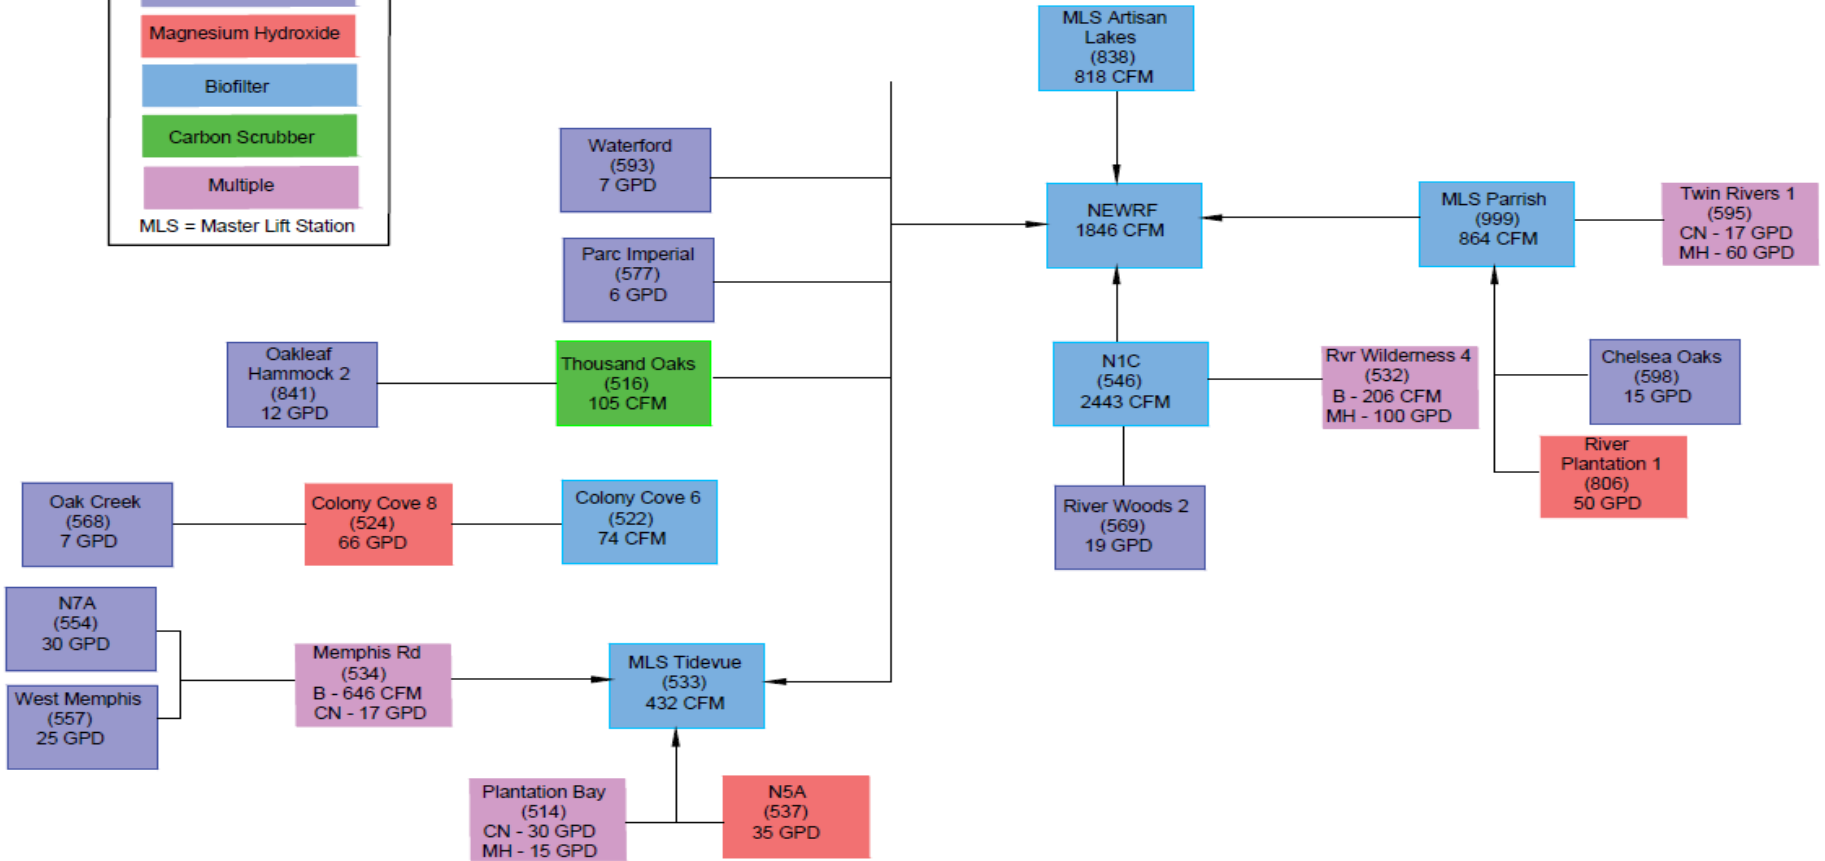 Magnesium Hydroxide
Biofilter
Carbon Scrubber
Multiple
MLS = Master Lift Station
MLS Artisan
Lakes
(838)
818 CFM
Waterford
(593)
7 GPD
NEWRF
1846 CFM
MLS Parrish
(999)
864 CFM
Twin Rivers 1
(595)
CN - 17 GPD
MH - 60 GPD
Parc Imperial
(577)
6 GPD
Oakleaf
Hammock 2
(841)
12 GPD
Thousand Oaks
(516)
105 CFM
N1C
(546)
2443 CFM
Rvr Wilderness 4
(532)
B - 206 CFM
MH - 100 GPD
Chelsea Oaks
(598)
15 GPD
River
Plantation 1
(806)
50 GPD
Oak Creek
(568)
7 GPD
Colony Cove 8
(524)
66 GPD
Colony Cove 6
(522)
74 CFM
River Woods 2
(569)
19 GPD
N7A
(554)
30 GPD
West Memphis
(557)
25 GPD
Memphis Rd
(534)
B - 646 CFM
CN - 17 GPD
MLS Tidevue
(533)
432 CFM
Plantation Bay
(514)
CN - 30 GPD
MH - 15 GPD
N5A
(537)
35 GPD